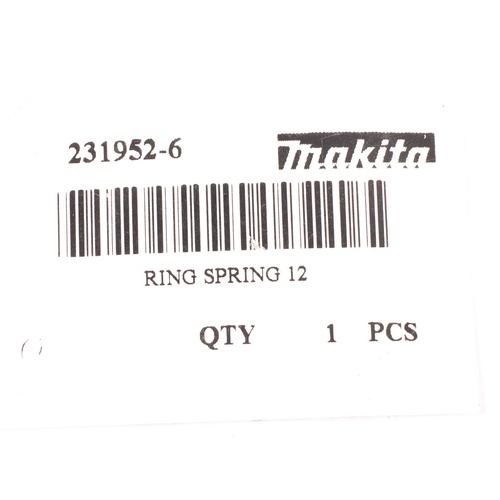 231952-6 makita
RING SPRING 12
QTY 1 PCS